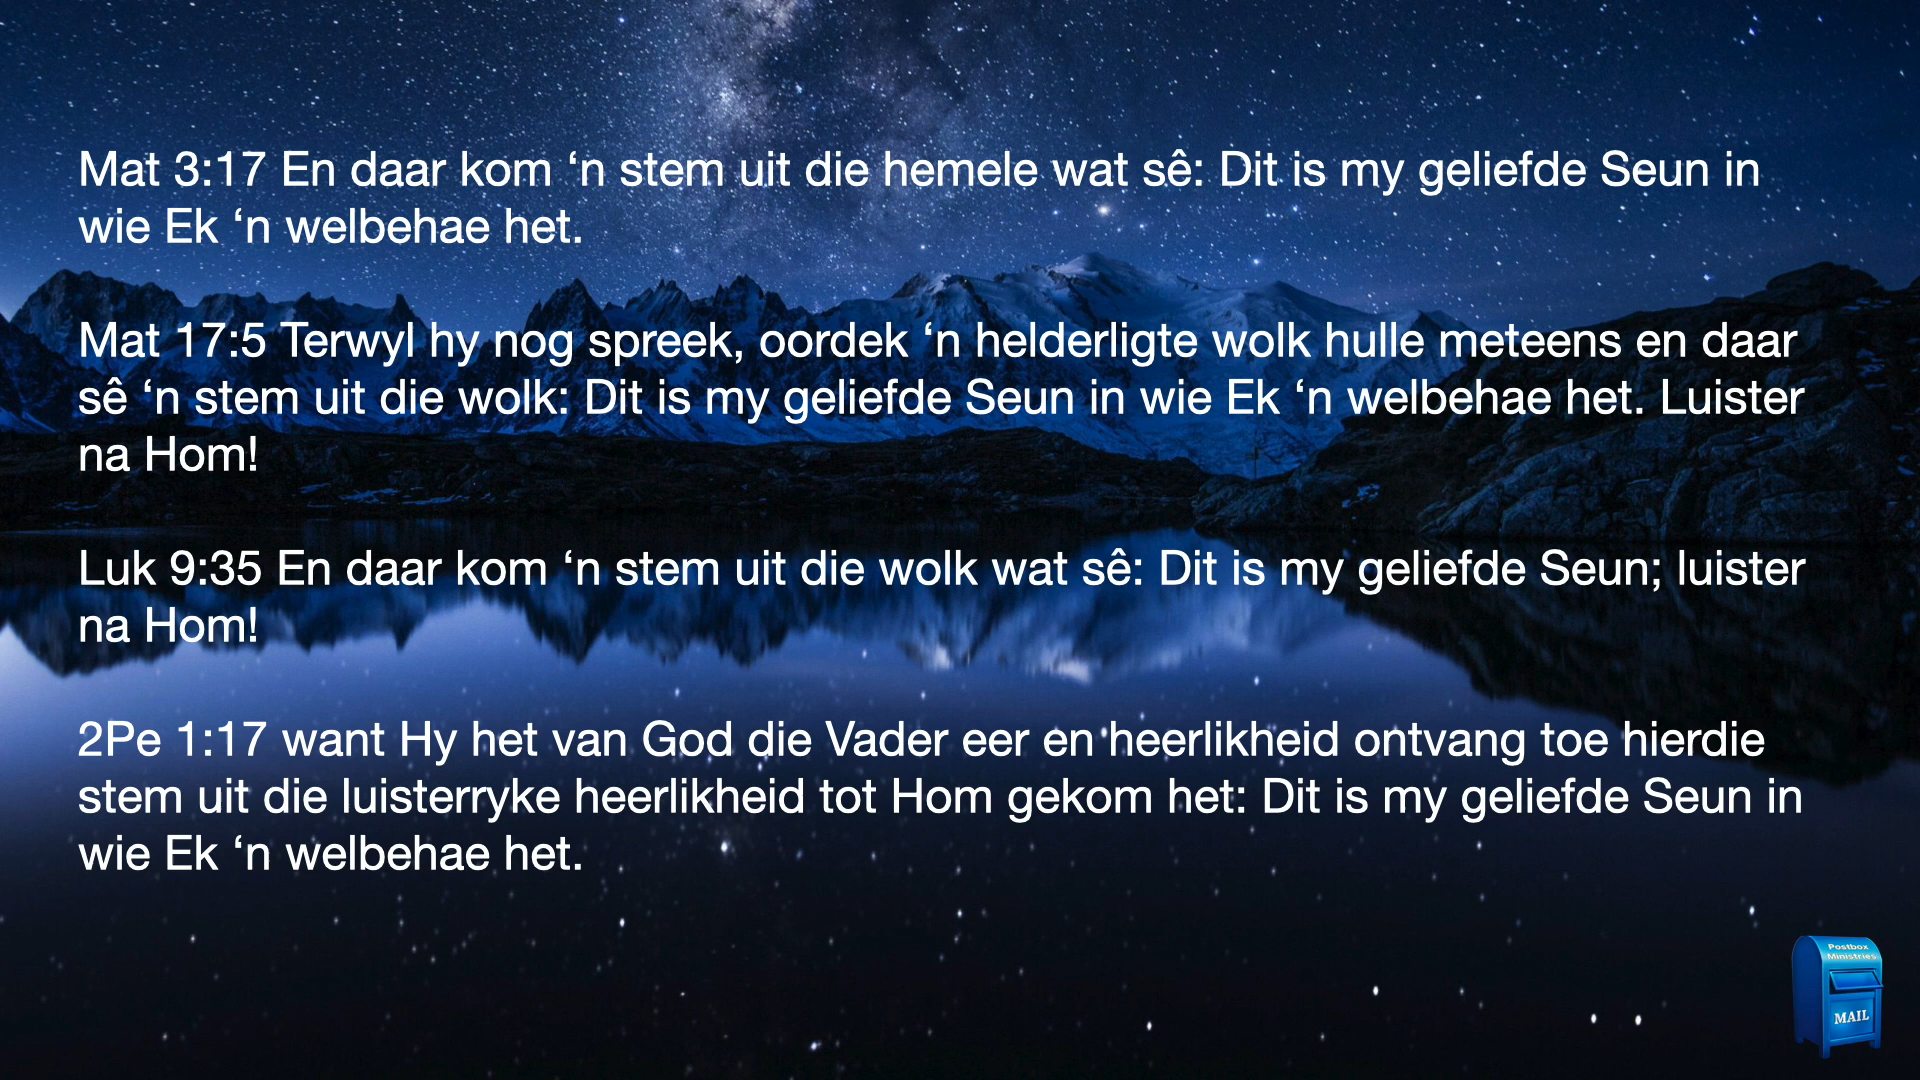 Mat 3:17 En daar kom ‘n stem uit die hemele wat sê: Dit is my geliefde Seun in
wie Ek ‘n welbehae het.
Mat 17:5 Terwyl hy nog spreek, oordek ‘n helderligte wolk hulle meteens en daar
sê ‘n stem uit die wolk: Dit is my geliefde Seun in wie Ek ‘n welbehae het. Luister
na Hom!
Luk 9:35 En daar kom ‘n stem uit die wolk wat sê: Dit is my geliefde Seun; luister
na Hom!
2Pe 1:17 want Hy het van God die Vader eer en heerlikheid ontvang toe hierdie
stem uit die luisterryke heerlikheid tot Hom gekom het: Dit is my geliefde Seun in
wie Ek ‘n welbehae het.
Postbox
Ministries
MAIL